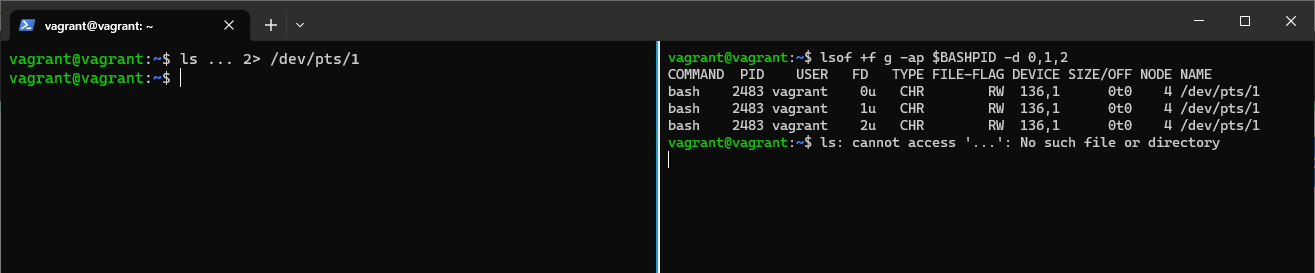 vagrant@vagrant: ~
vagrant@vagrant:~$ ls ... 2> /dev/pts/1
vagrant@vagrant:~$
vagrant@vagrant:~$ lsof +f g -ap $BASHPID -d 0,1,2
COMMAND  PID    USER   FD   TYPE FILE-FLAG DEVICE SIZE/OFF NODE NAME
bash    2483 vagrant    0u   CHR        RW  136,1      0t0    4 /dev/pts/1
bash    2483 vagrant    1u   CHR        RW  136,1      0t0    4 /dev/pts/1
bash    2483 vagrant    2u   CHR        RW  136,1      0t0    4 /dev/pts/1
vagrant@vagrant:~$ ls: cannot access '...': No such file or directory